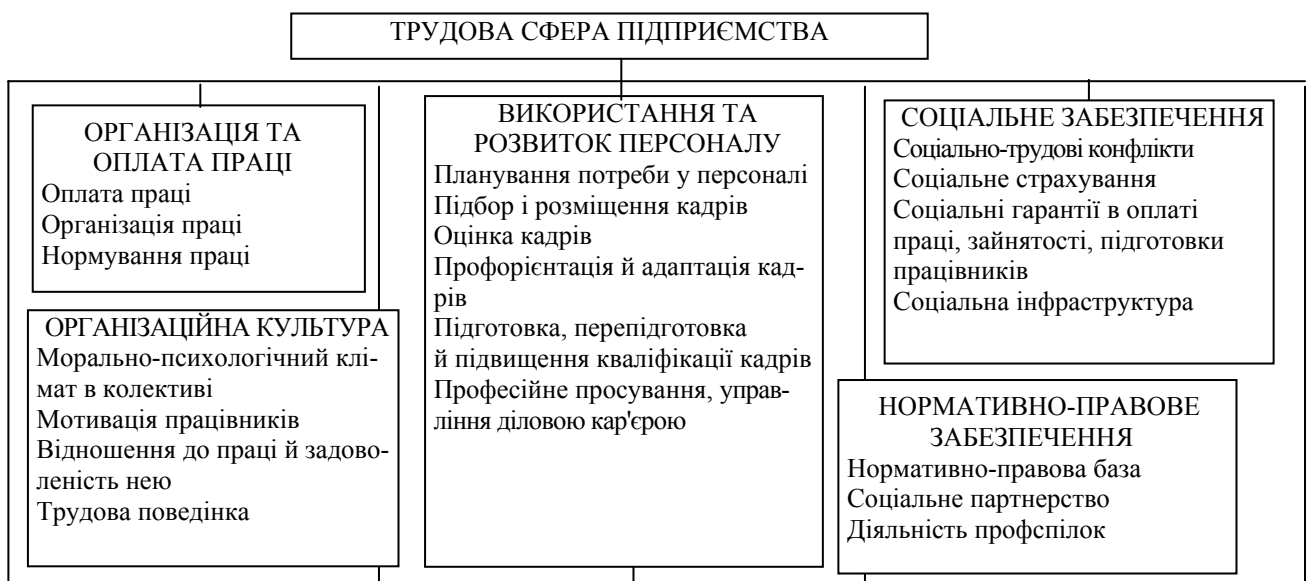 ТРУДОВА СФЕРА ПІДПРИЄМСТВА
ОРГАНІЗАЦІЯ ТА
ОПЛАТА ПРАЦІ
Оплата праці
Організація праці
Нормування праці
ОРГАНІЗАЦІЙНА КУЛЬТУРА
Морально-психологічний клі-
мат в колективі
Мотивація працівників
Відношення до праці й задово-
леність нею
Трудова поведінка
ВИКОРИСТАННЯ ТА
РОЗВИТОК ПЕРСОНАЛУ
Планування потреби у персоналі
Підбор і розміщення кадрів
Оцінка кадрів
Профорієнтація й адаптація кад-
рів
Підготовка, перепідготовка
й підвищення кваліфікації кадрів
Професійне просування, управ-
ління діловою кар'єрою
СОЦІАЛЬНЕ ЗАБЕЗПЕЧЕННЯ
Соціально-трудові конфлікти
Соціальне страхування
Соціальні гарантії в оплаті
праці, зайнятості, підготовки
працівників
Соціальна інфраструктура
НОРМАТИВНО-ПРАВОВЕ
ЗАБЕЗПЕЧЕННЯ
Нормативно-правова база
Соціальне партнерство
Діяльність профспілок